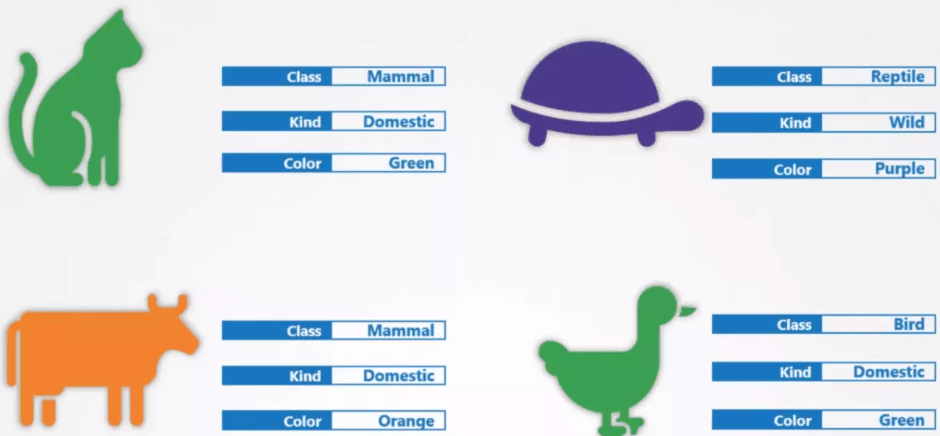 Class Mammal
Kind Domestic
Color Green
Class Reptile
Kind Wild
Color Purple
Class Mammal
Kind Domestic
Color Orange
Class Bird
Kind Domestic
Color Green